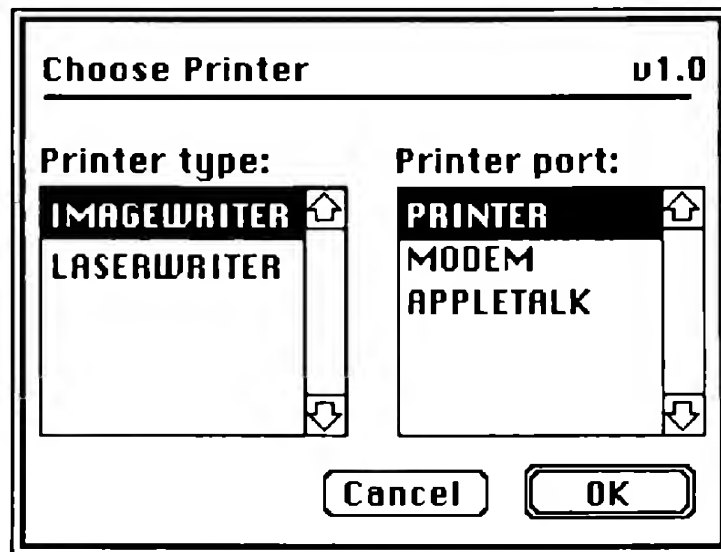 Choose Printer v1.0
Printer type:
IMAGEWRITER
LASERWRITER
Printer port:
PRINTER
MODEM
APPLETALK
Cancel
OK